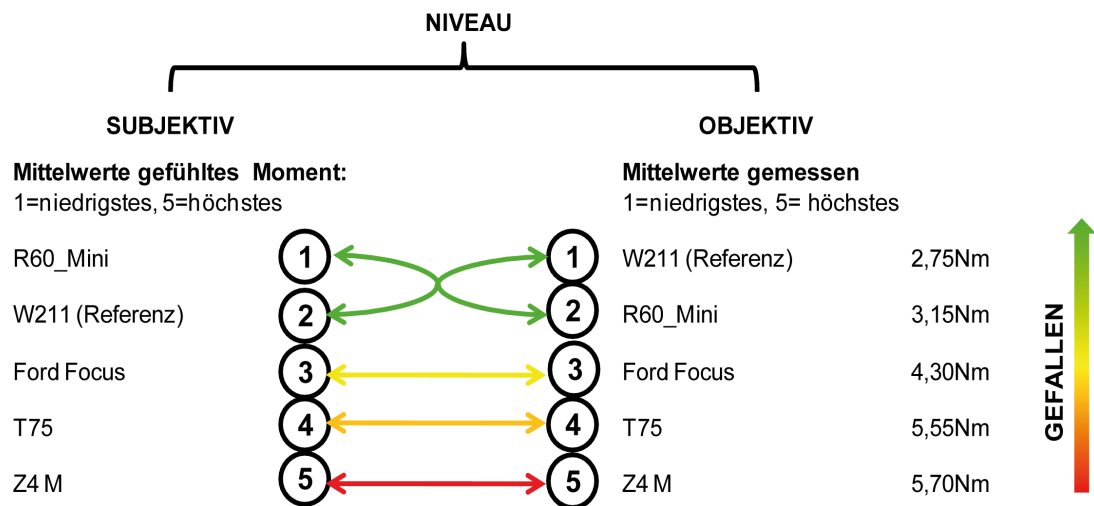 NIVEAU
SUBJEKTIV
OBJEKTIV
Mittelwerte gefühltes Moment:
1=niedrigstes, 5=höchstes
Mittelwerte gemessen
1=niedrigstes, 5= höchstes
R60_Mini 1 1 W211 (Referenz) 2,75Nm
W211 (Referenz) 2 2 R60_Mini 3,15Nm
Ford Focus 3 3 Ford Focus 4,30Nm
T75 4 4 T75 5,55Nm
Z4 M 5 5 Z4 M 5,70Nm
GEFALLEN